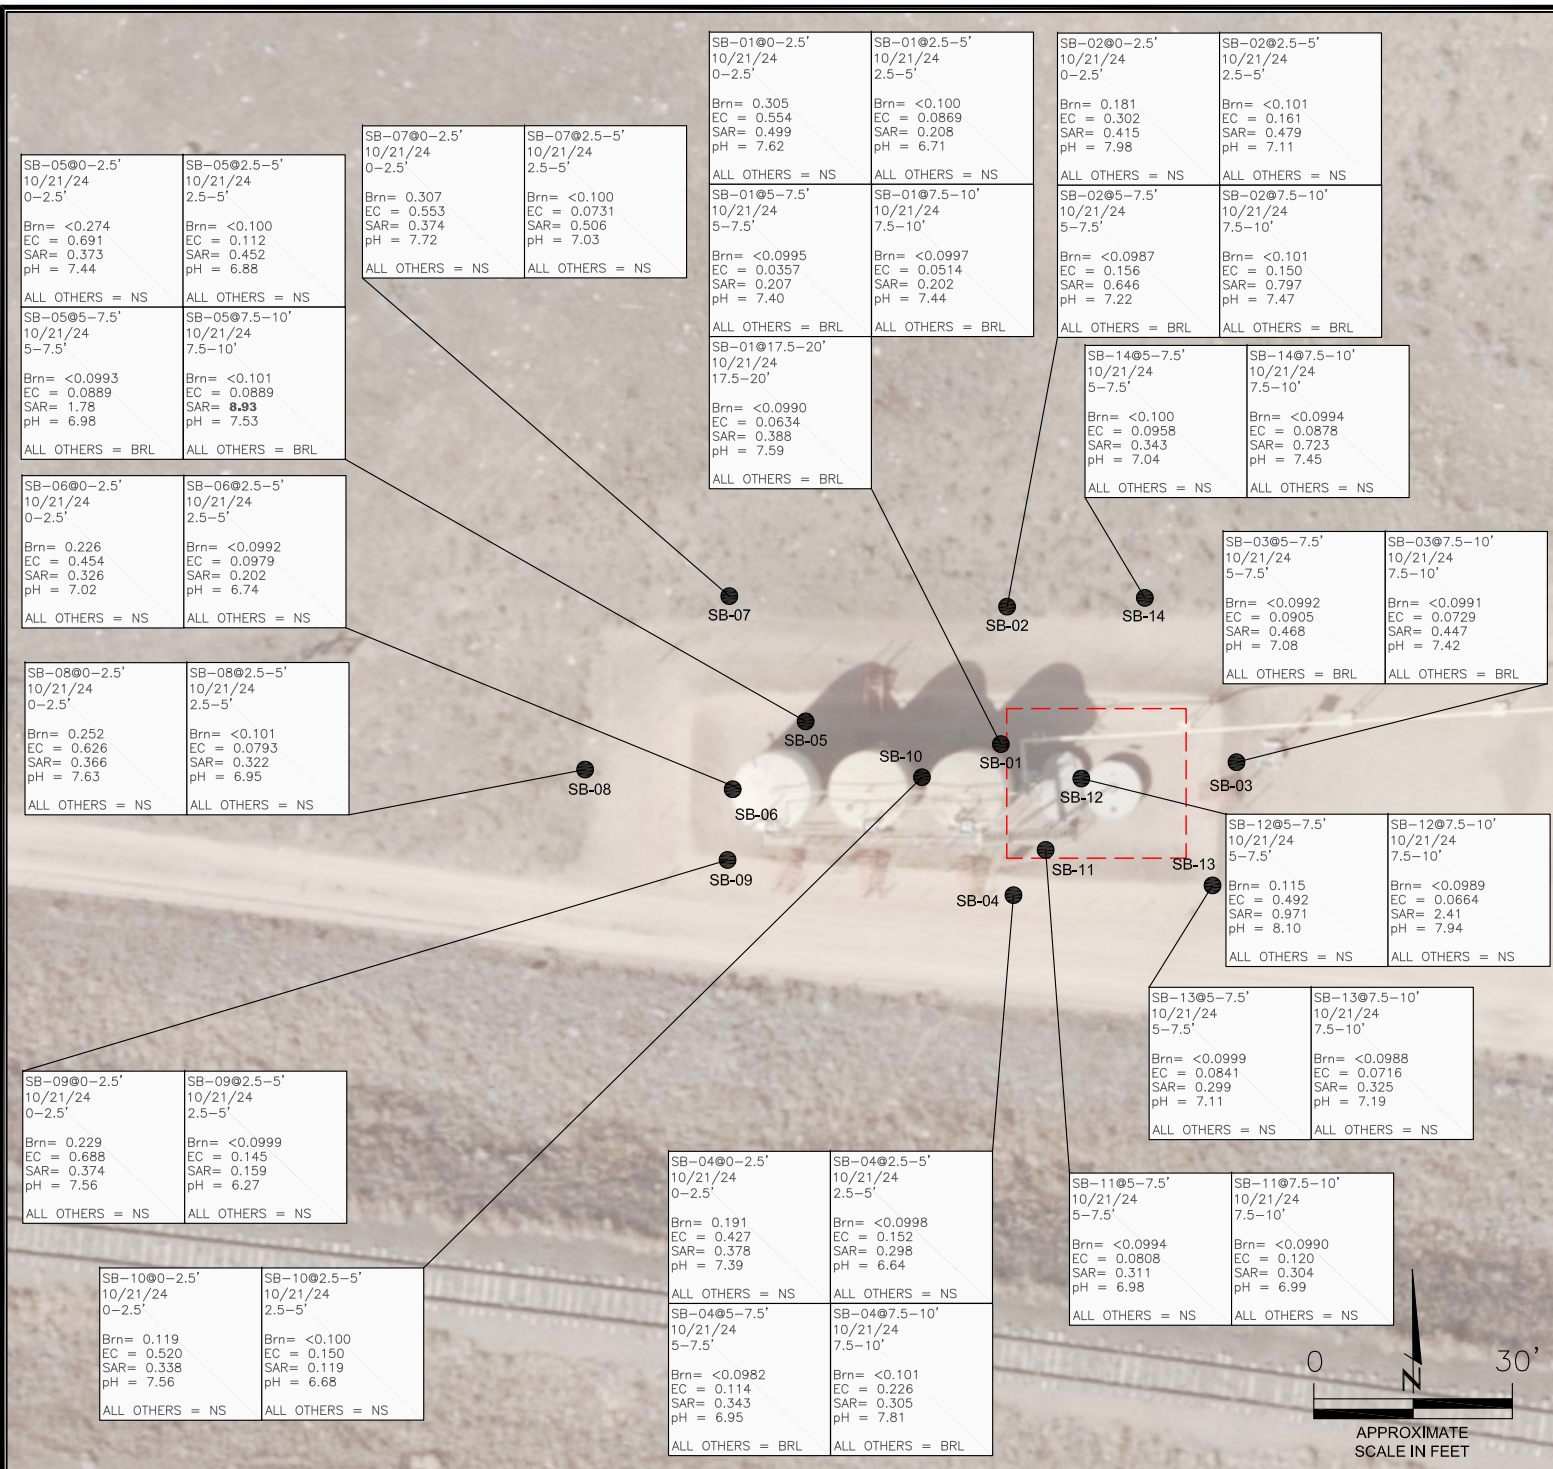 SB-01@0-2.5'
10/21/24
0-2.5'
Brn= 0.305
EC = 0.554
SAR= 0.499
pH = 7.62
ALL OTHERS = NS
SB-01@2.5-5'
10/21/24
2.5-5'
Brn= <0.100
EC = 0.0869
SAR= 0.208
pH = 6.71
ALL OTHERS = NS
SB-01@5-7.5'
10/21/24
5-7.5'
Brn= <0.0995
EC = 0.0357
SAR= 0.207
pH = 7.40
ALL OTHERS = BRL
SB-01@7.5-10'
10/21/24
7.5-10'
Brn= <0.0997
EC = 0.0514
SAR= 0.202
pH = 7.44
ALL OTHERS = BRL
SB-01@17.5-20'
10/21/24
17.5-20'
Brn= <0.0990
EC = 0.0634
SAR= 0.388
pH = 7.59
ALL OTHERS = BRL
SB-02@0-2.5'
10/21/24
0-2.5'
Brn= 0.181
EC = 0.302
SAR= 0.415
pH = 7.98
ALL OTHERS = NS
SB-02@2.5-5'
10/21/24
2.5-5'
Brn= <0.101
EC = 0.161
SAR= 0.479
pH = 7.11
ALL OTHERS = NS
SB-02@5-7.5'
10/21/24
5-7.5'
Brn= <0.0987
EC = 0.156
SAR= 0.646
pH = 7.22
ALL OTHERS = BRL
SB-02@7.5-10'
10/21/24
7.5-10'
Brn= <0.101
EC = 0.150
SAR= 0.797
pH = 7.47
ALL OTHERS = BRL
SB-07@0-2.5'
10/21/24
0-2.5'
Brn= 0.307
EC = 0.553
SAR= 0.374
pH = 7.72
ALL OTHERS = NS
SB-07@2.5-5'
10/21/24
2.5-5'
Brn= <0.100
EC = 0.0731
SAR= 0.506
pH = 7.03
ALL OTHERS = NS
SB-05@0-2.5'
10/21/24
0-2.5'
Brn= <0.274
EC = 0.691
SAR= 0.373
pH = 7.44
ALL OTHERS = NS
SB-05@2.5-5'
10/21/24
2.5-5'
Brn= <0.100
EC = 0.112
SAR= 0.452
pH = 6.88
ALL OTHERS = NS
SB-05@5-7.5'
10/21/24
5-7.5'
Brn= <0.0993
EC = 0.0889
SAR= 1.78
pH = 6.98
ALL OTHERS = BRL
SB-05@7.5-10'
10/21/24
7.5-10'
Brn= <0.101
EC = 0.0889
SAR= 8.93
pH = 7.53
ALL OTHERS = BRL
SB-14@5-7.5'
10/21/24
5-7.5'
Brn= <0.100
EC = 0.0958
SAR= 0.343
pH = 7.04
ALL OTHERS = NS
SB-14@7.5-10'
10/21/24
7.5-10'
Brn= <0.0994
EC = 0.0878
SAR= 0.723
pH = 7.45
ALL OTHERS = NS
SB-06@0-2.5'
10/21/24
0-2.5'
Brn= 0.226
EC = 0.454
SAR= 0.326
pH = 7.02
ALL OTHERS = NS
SB-06@2.5-5'
10/21/24
2.5-5'
Brn= <0.0992
EC = 0.0979
SAR= 0.202
pH = 6.74
ALL OTHERS = NS
SB-03@5-7.5'
10/21/24
5-7.5'
Brn= <0.0992
EC = 0.0905
SAR= 0.468
pH = 7.08
ALL OTHERS = BRL
SB-03@7.5-10'
10/21/24
7.5-10'
Brn= <0.0991
EC = 0.0729
SAR= 0.447
pH = 7.42
ALL OTHERS = BRL
SB-08@0-2.5'
10/21/24
0-2.5'
Brn= 0.252
EC = 0.626
SAR= 0.366
pH = 7.63
ALL OTHERS = NS
SB-08@2.5-5'
10/21/24
2.5-5'
Brn= <0.101
EC = 0.0793
SAR= 0.322
pH = 6.95
ALL OTHERS = NS
SB-07
SB-02
SB-14
SB-05
SB-10
SB-01
SB-03
SB-08
SB-06
SB-12
SB-09
SB-11
SB-13
SB-04
SB-12@5-7.5'
10/21/24
5-7.5'
Brn= 0.115
EC = 0.492
SAR= 0.971
pH = 8.10
ALL OTHERS = NS
SB-12@7.5-10'
10/21/24
7.5-10'
Brn= <0.0989
EC = 0.0664
SAR= 2.41
pH = 7.94
ALL OTHERS = NS
SB-13@5-7.5'
10/21/24
5-7.5'
Brn= <0.0999
EC = 0.0841
SAR= 0.299
pH = 7.11
ALL OTHERS = NS
SB-13@7.5-10'
10/21/24
7.5-10'
Brn= <0.0988
EC = 0.0716
SAR= 0.325
pH = 7.19
ALL OTHERS = NS
SB-09@0-2.5'
10/21/24
0-2.5'
Brn= 0.229
EC = 0.688
SAR= 0.374
pH = 7.56
ALL OTHERS = NS
SB-09@2.5-5'
10/21/24
2.5-5'
Brn= <0.0999
EC = 0.145
SAR= 0.159
pH = 6.27
ALL OTHERS = NS
SB-04@0-2.5'
10/21/24
0-2.5'
Brn= 0.191
EC = 0.427
SAR= 0.378
pH = 7.39
ALL OTHERS = NS
SB-04@2.5-5'
10/21/24
2.5-5'
Brn= <0.0998
EC = 0.152
SAR= 0.298
pH = 6.64
ALL OTHERS = NS
SB-04@5-7.5'
10/21/24
5-7.5'
Brn= <0.0982
EC = 0.114
SAR= 0.343
pH = 6.95
ALL OTHERS = BRL
SB-04@7.5-10'
10/21/24
7.5-10'
Brn= <0.101
EC = 0.226
SAR= 0.305
pH = 7.81
ALL OTHERS = BRL
SB-11@5-7.5'
10/21/24
5-7.5'
Brn= <0.0994
EC = 0.0808
SAR= 0.311
pH = 6.98
ALL OTHERS = NS
SB-11@7.5-10'
10/21/24
7.5-10'
Brn= <0.0990
EC = 0.120
SAR= 0.304
pH = 6.99
ALL OTHERS = NS
SB-10@0-2.5'
10/21/24
0-2.5'
Brn= 0.119
EC = 0.520
SAR= 0.338
pH = 7.56
ALL OTHERS = NS
SB-10@2.5-5'
10/21/24
2.5-5'
Brn= <0.100
EC = 0.150
SAR= 0.119
pH = 6.68
ALL OTHERS = NS
0 30'
N
APPROXIMATE
SCALE IN FEET